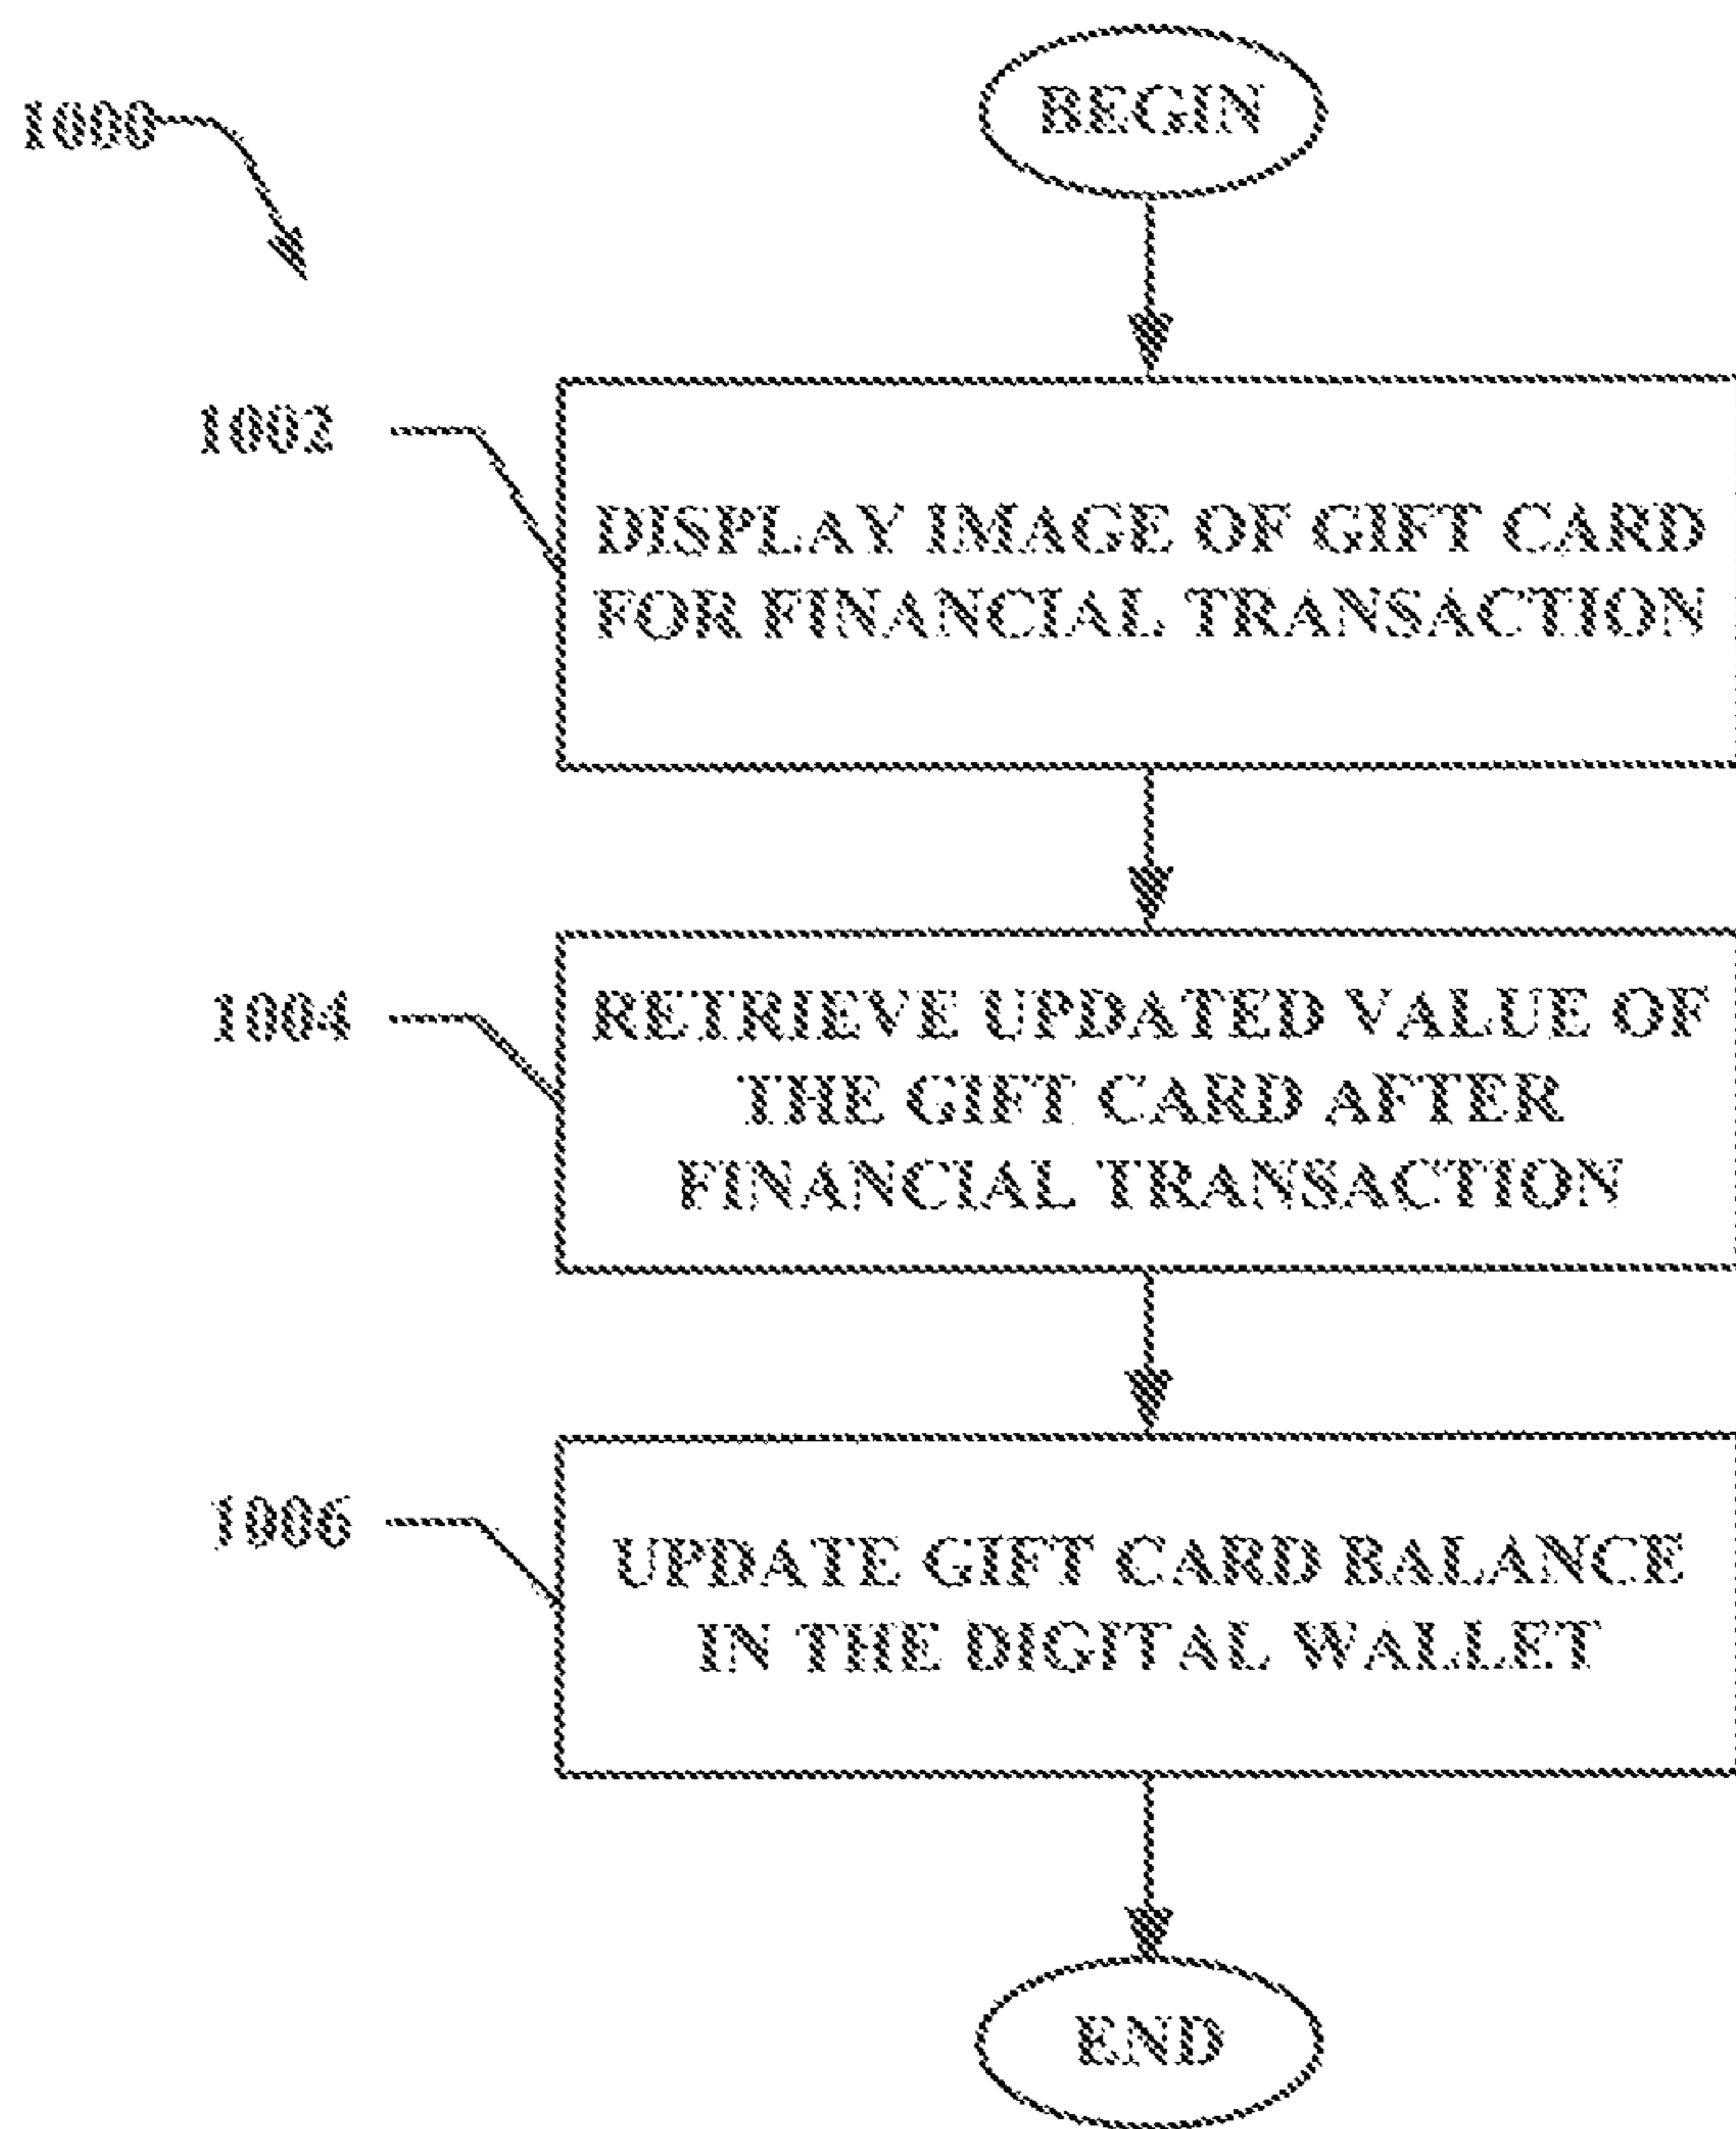 1000
BEGIN
1002
DISPLAY IMAGE OF GIFT CARD
FOR FINANCIAL TRANSACTION
1004
RETRIEVE UPDATED VALUE OF
THE GIFT CARD AFTER
FINANCIAL TRANSACTION
1006
UPDATE GIFT CARD BALANCE
IN THE DIGITAL WALLET
END